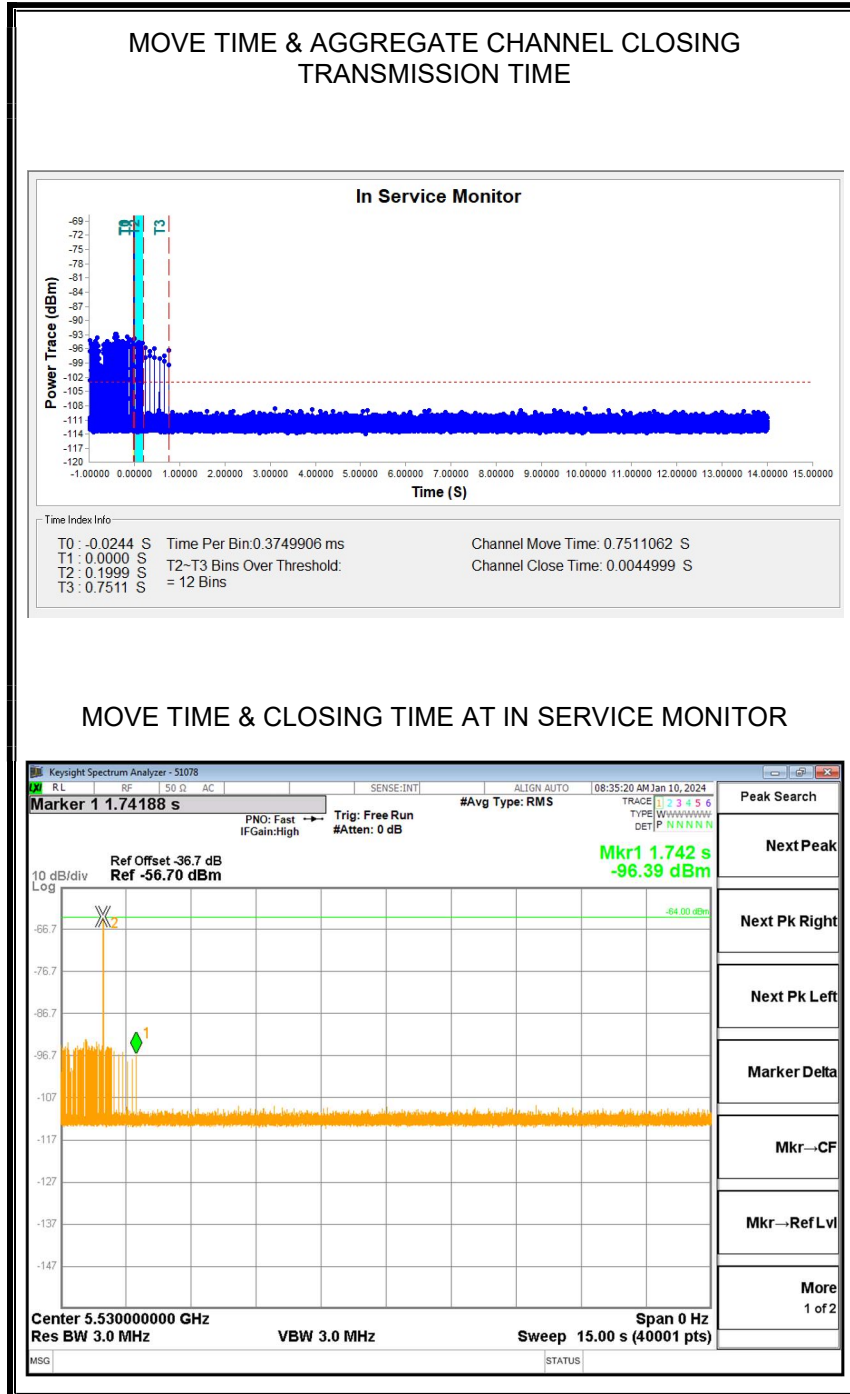 MOVE TIME & AGGREGATE CHANNEL CLOSING
TRANSMISSION TIME
In Service Monitor
Power Trace (dBm)
-69
-72
-75
-78
-81
-84
-87
-90
-93
-96
-99
-102
-105
-108
-111
-114
-117
-120
T2
T3
-1.00000 0.00000 1.00000 2.00000 3.00000 4.00000 5.00000 6.00000 7.00000 8.00000 9.00000 10.00000 11.00000 12.00000 13.00000 14.00000 15.00000
Time (S)
Time Index Info
T0 : -0.0244 S Time Per Bin:0.3749906 ms Channel Move Time: 0.7511062 S
T1 : 0.0000 S T2~T3 Bins Over Threshold: Channel Close Time: 0.0044999 S
T2 : 0.1999 S = 12 Bins
T3 : 0.7511 S
MOVE TIME & CLOSING TIME AT IN SERVICE MONITOR
Keysight Spectrum Analyzer - 51078
LXI RL RF 50 Ω AC SENSE:INT ALIGN AUTO 08:35:20 AM Jan 10, 2024
Marker 1 1.74188 s
PNO: Fast
IFGain:High
Trig: Free Run
#Atten: 0 dB
#Avg Type: RMS
TRACE 1 2 3 4 5 6
TYPE WWWWWW
DET P N N N N N
Peak Search
Mkr1 1.742 s
-96.39 dBm
Ref Offset -36.7 dB
10 dB/div Ref -56.70 dBm
Log
-64.00 dBm
2
1
-66.7
-76.7
-86.7
-96.7
-107
-117
-127
-137
-147
Center 5.530000000 GHz Span 0 Hz
Res BW 3.0 MHz VBW 3.0 MHz Sweep 15.00 s (40001 pts)
MSG STATUS
Next Peak
Next Pk Right
Next Pk Left
Marker Delta
Mkr→CF
Mkr→Ref Lvl
More
1 of 2